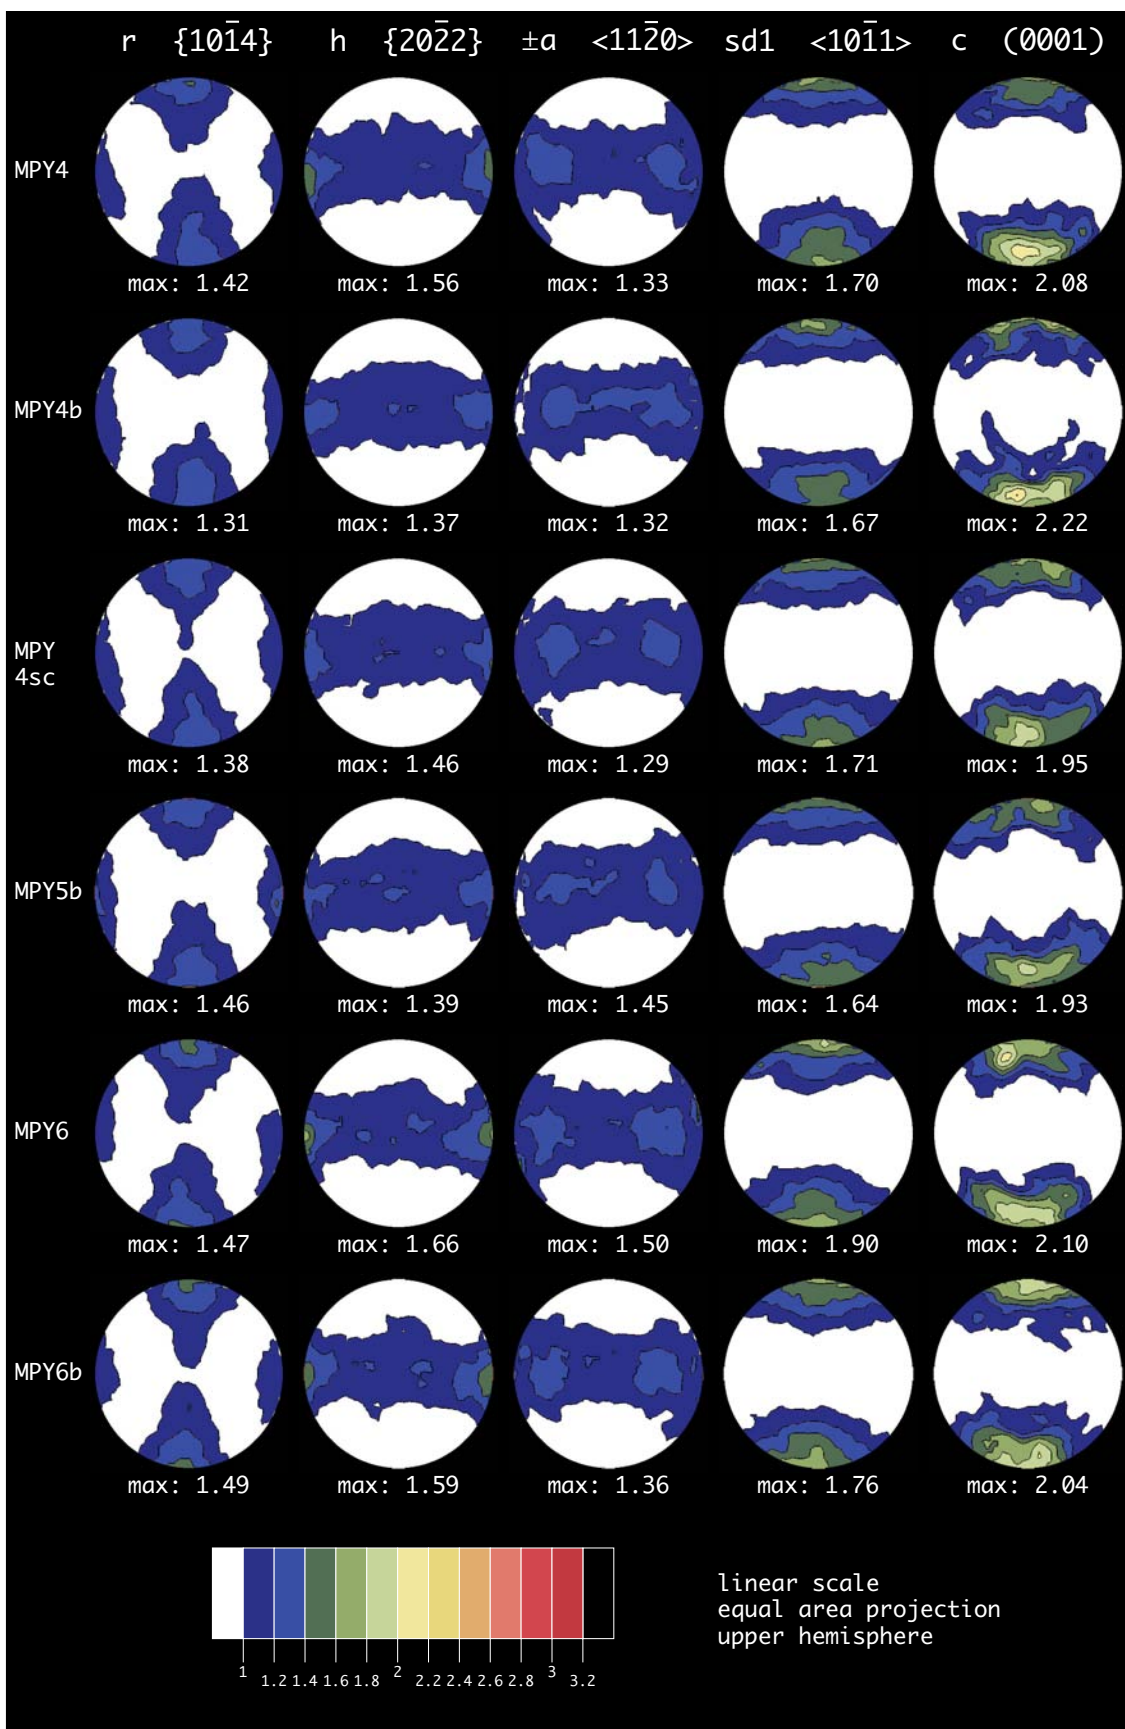 r {101̄4} h {202̄2} ±a <112̄0> sd1 <101̄1> c (0001)
MPY4
max: 1.42 max: 1.56 max: 1.33 max: 1.70 max: 2.08
MPY4b
max: 1.31 max: 1.37 max: 1.32 max: 1.67 max: 2.22
MPY
4sc
max: 1.38 max: 1.46 max: 1.29 max: 1.71 max: 1.95
MPY5b
max: 1.46 max: 1.39 max: 1.45 max: 1.64 max: 1.93
MPY6
max: 1.47 max: 1.66 max: 1.50 max: 1.90 max: 2.10
MPY6b
max: 1.49 max: 1.59 max: 1.36 max: 1.76 max: 2.04
linear scale
equal area projection
upper hemisphere
1 1.2 1.4 1.6 1.8 2 2.2 2.4 2.6 2.8 3 3.2